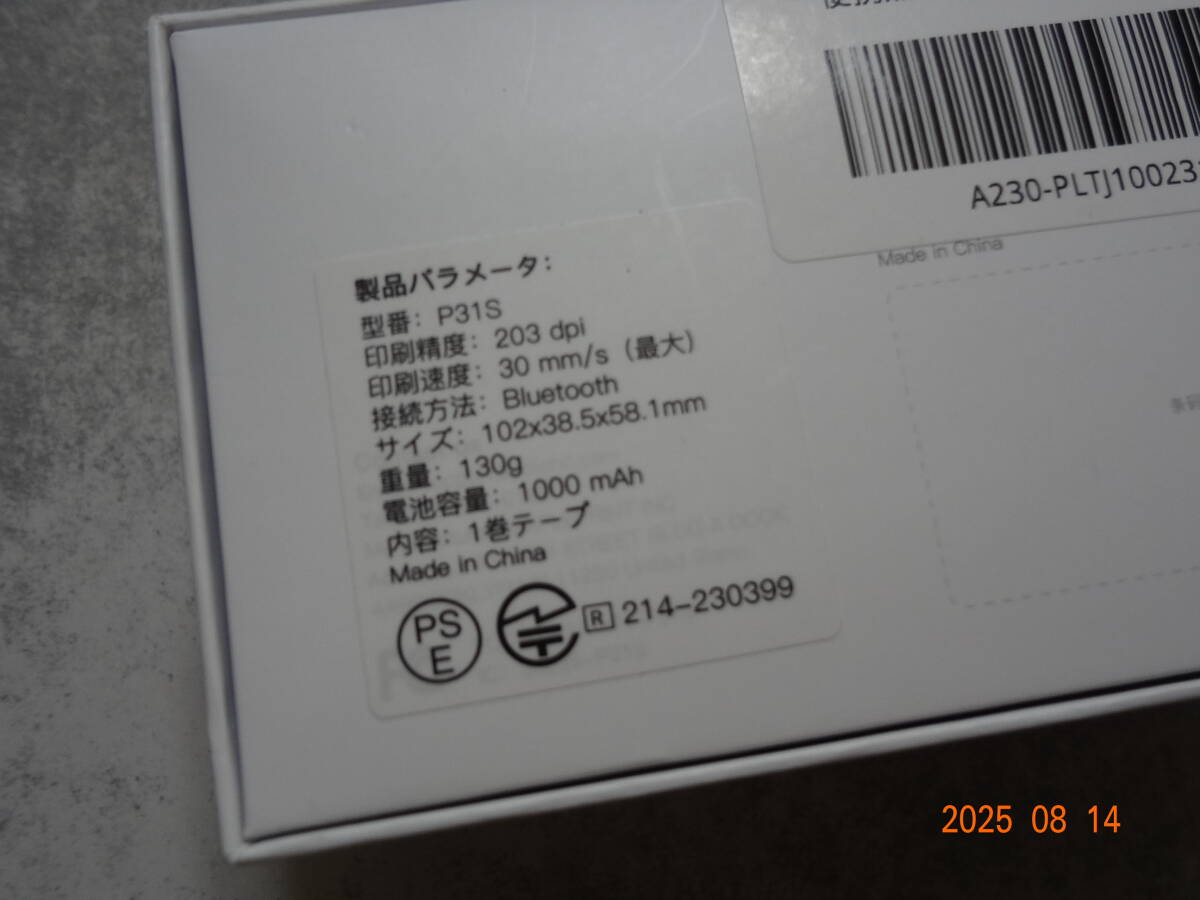 A230-PLTJ10023
Made in China
製品パラメータ:
型番: P31S
印刷精度: 203 dpi
印刷速度: 30 mm/s（最大）
接続方法: Bluetooth
サイズ: 102x38.5x58.1mm
重量: 130g
電池容量: 1000 mAh
内容: 1巻テープ
Made in China
PS
E
R 214-230399
2025 08 14